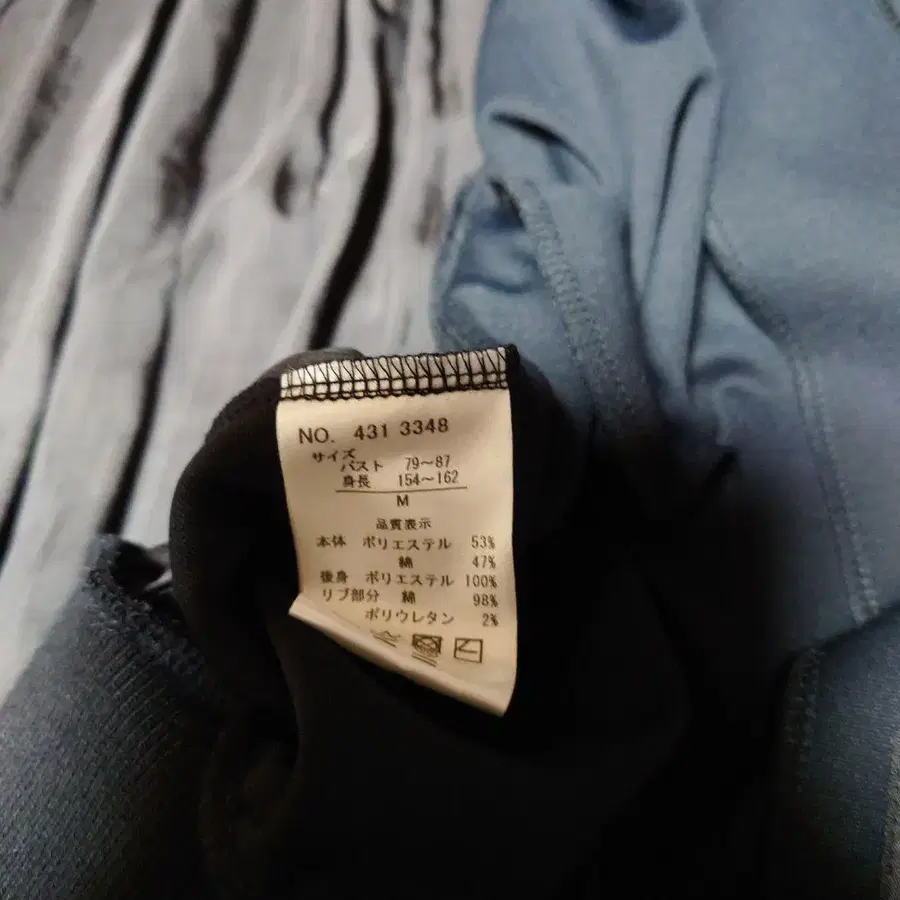 NO. 431 3348
サイズ
バスト 79～87
身長 154～162
M
品質表示
本体 ポリエステル 53%
綿 47%
後身 ポリエステル 100%
リブ部分 綿 98%
ポリウレタン 2%